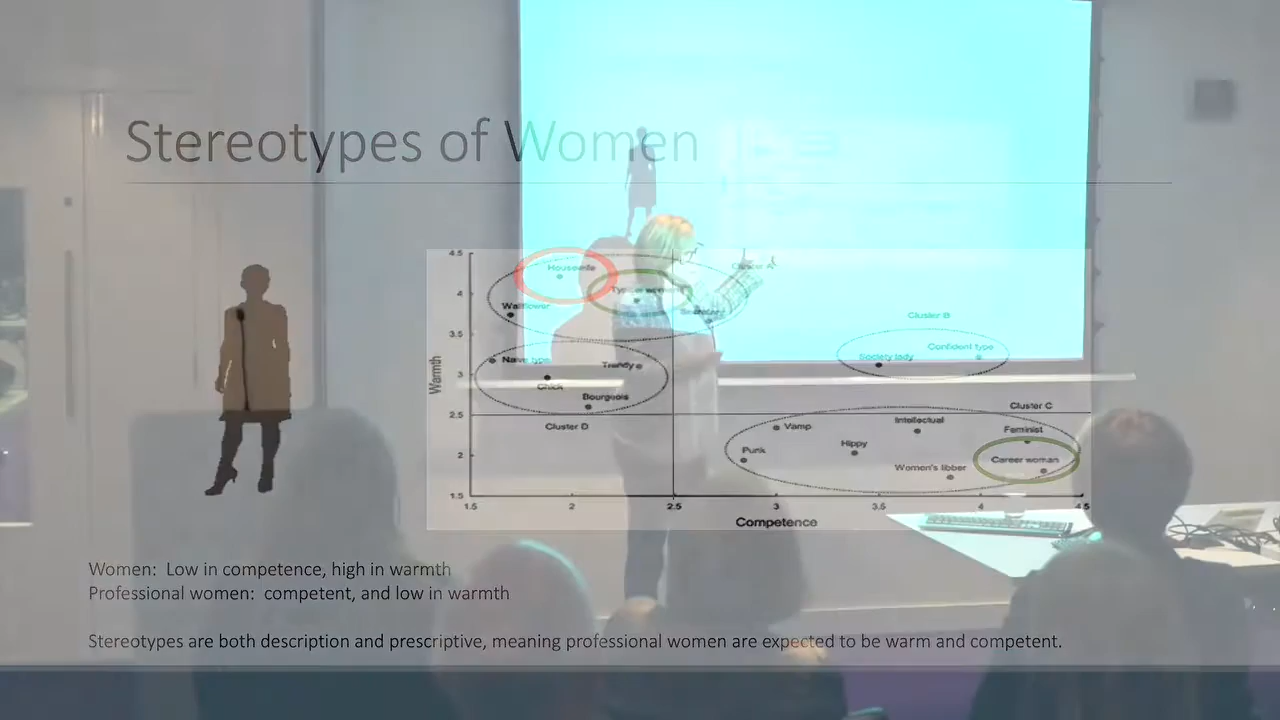 Stereotypes of Women
4.5
Housewife
Cluster A
4
Typical woman
Wallflower
Secretary
3.5
Cluster B
Confident type
Society lady
Naive type
Trendy
3
Warmth
Chick
Bourgeois
2.5
Cluster C
Cluster D
Vamp
Intellectual
Feminist
2
Punk
Hippy
Career woman
Women's libber
1.5
1.5 2 2.5 3 3.5 4 4.5
Competence
Women: Low in competence, high in warmth
Professional women: competent, and low in warmth
Stereotypes are both description and prescriptive, meaning professional women are expected to be warm and competent.